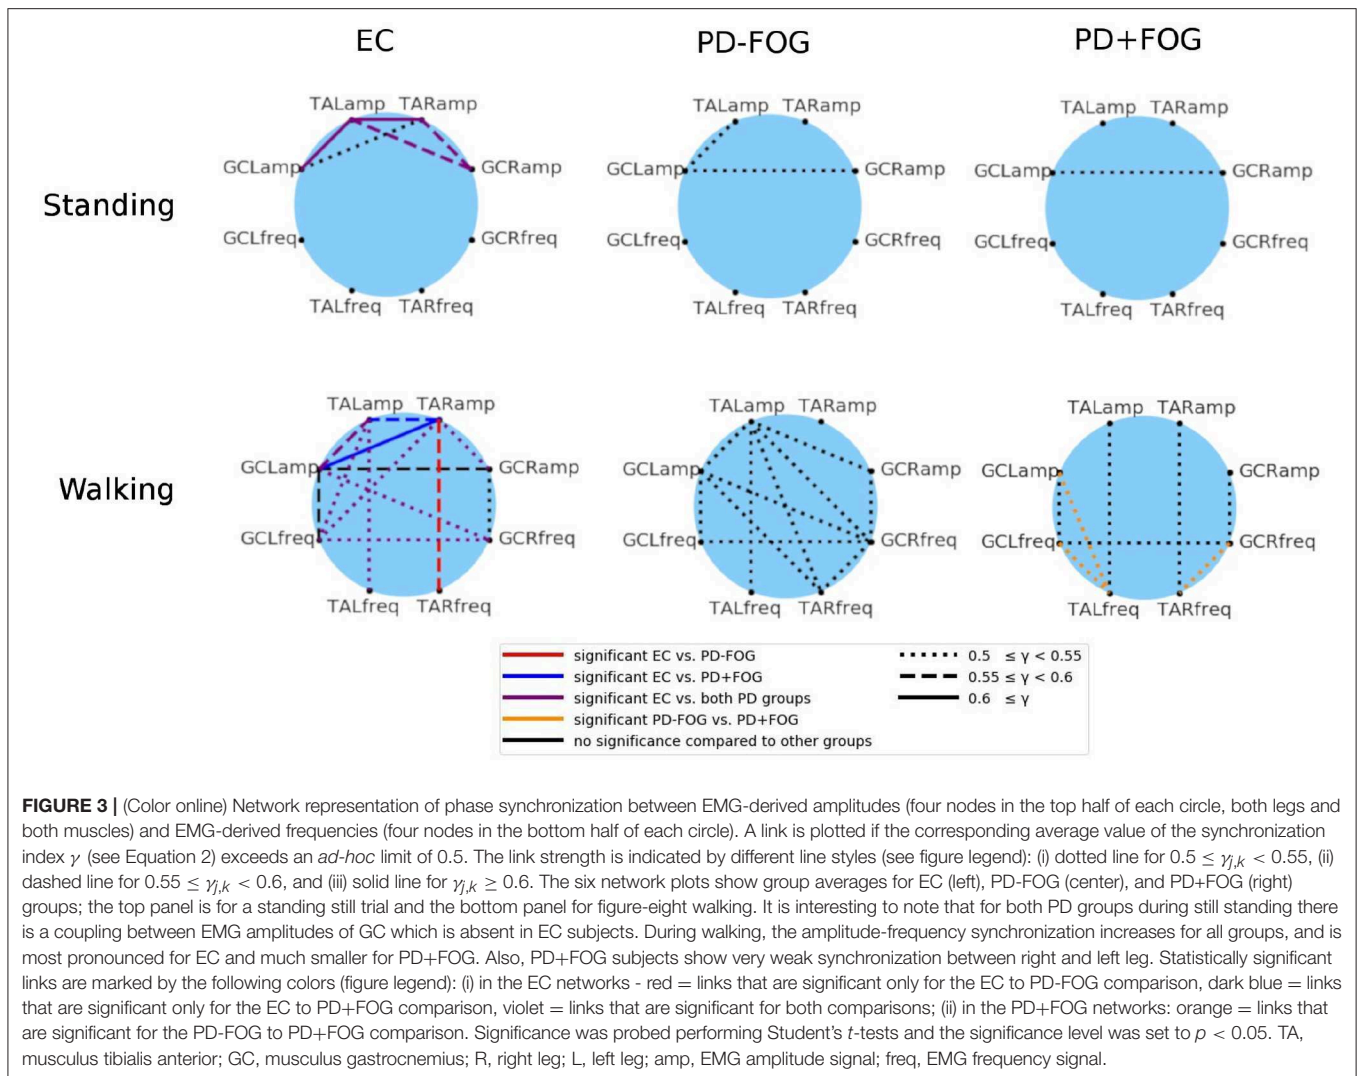 EC PD-FOG PD+FOG
TALamp TARamp TALamp TARamp TALamp TARamp
GCLamp GCRamp GCLamp GCRamp GCLamp GCRamp
Standing
GCLfreq GCRfreq GCLfreq GCRfreq GCLfreq GCRfreq
TALfreq TARfreq TALfreq TARfreq TALfreq TARfreq
TALamp TARamp TALamp TARamp TALamp TARamp
GCLamp GCRamp GCLamp GCRamp GCLamp GCRamp
Walking
GCLfreq GCRfreq GCLfreq GCRfreq GCLfreq GCRfreq
TALfreq TARfreq TALfreq TARfreq TALfreq TARfreq
significant EC vs. PD-FOG 0.5 ≤ γ < 0.55
significant EC vs. PD+FOG 0.55 ≤ γ < 0.6
significant EC vs. both PD groups 0.6 ≤ γ
significant PD-FOG vs. PD+FOG
no significance compared to other groups
FIGURE 3 | (Color online) Network representation of phase synchronization between EMG-derived amplitudes (four nodes in the top half of each circle, both legs and
both muscles) and EMG-derived frequencies (four nodes in the bottom half of each circle). A link is plotted if the corresponding average value of the synchronization
index γ (see Equation 2) exceeds an ad-hoc limit of 0.5. The link strength is indicated by different line styles (see figure legend): (i) dotted line for 0.5 ≤ γj,k < 0.55, (ii)
dashed line for 0.55 ≤ γj,k < 0.6, and (iii) solid line for γj,k ≥ 0.6. The six network plots show group averages for EC (left), PD-FOG (center), and PD+FOG (right)
groups; the top panel is for a standing still trial and the bottom panel for figure-eight walking. It is interesting to note that for both PD groups during still standing there
is a coupling between EMG amplitudes of GC which is absent in EC subjects. During walking, the amplitude-frequency synchronization increases for all groups, and is
most pronounced for EC and much smaller for PD+FOG. Also, PD+FOG subjects show very weak synchronization between right and left leg. Statistically significant
links are marked by the following colors (figure legend): (i) in the EC networks - red = links that are significant only for the EC to PD-FOG comparison, dark blue = links
that are significant only for the EC to PD+FOG comparison, violet = links that are significant for both comparisons; (ii) in the PD+FOG networks: orange = links that
are significant for the PD-FOG to PD+FOG comparison. Significance was probed performing Student's t-tests and the significance level was set to p < 0.05. TA,
musculus tibialis anterior; GC, musculus gastrocnemius; R, right leg; L, left leg; amp, EMG amplitude signal; freq, EMG frequency signal.